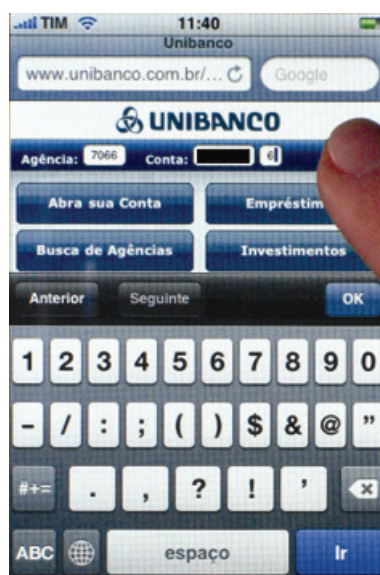 TIM 11:40
Unibanco
www.unibanco.com.br/... Google
UNIBANCO
Agência: 7066 Conta: 6
Abra sua Conta
Busca de Agências Investimentos
Anterior Seguinte OK
1 2 3 4 5 6 7 8 9 0
- / : ; ( ) $ & @ "
#+= . , ? ! '
ABC espaço Ir